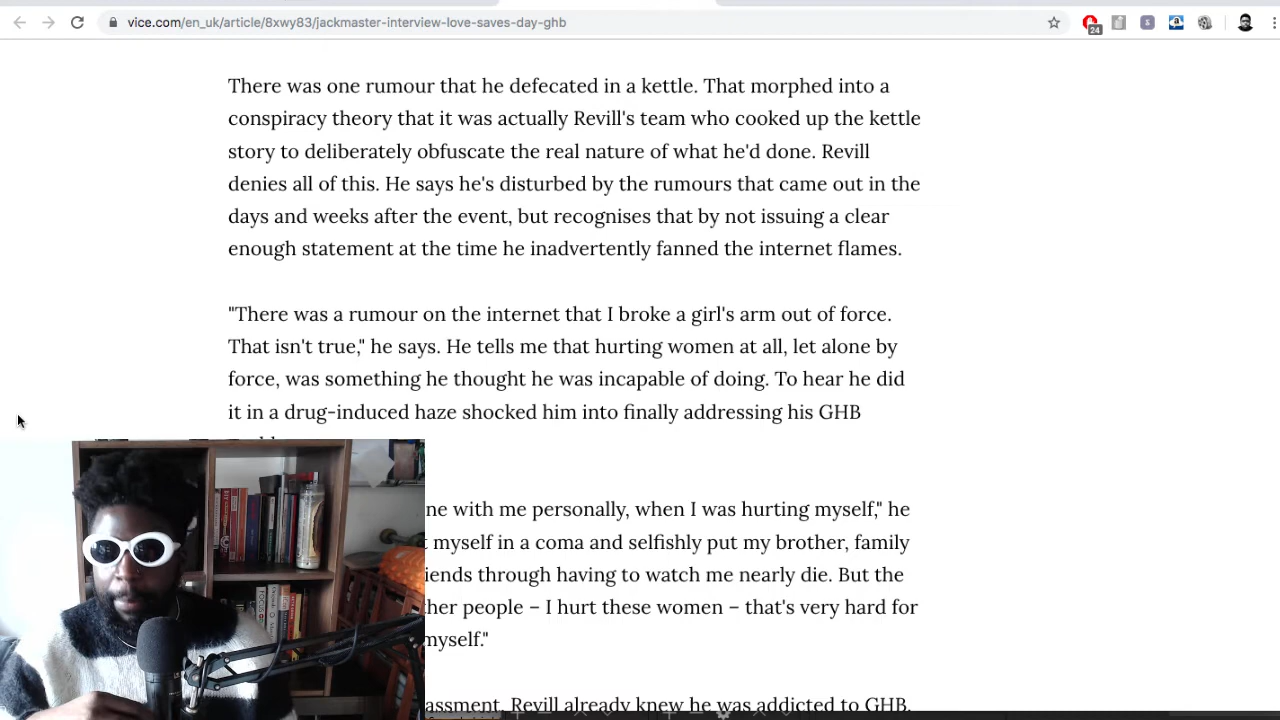 vice.com/en_uk/article/8xwy83/jackmaster-interview-love-saves-day-ghb
24
There was one rumour that he defecated in a kettle. That morphed into a
conspiracy theory that it was actually Revill's team who cooked up the kettle
story to deliberately obfuscate the real nature of what he'd done. Revill
denies all of this. He says he's disturbed by the rumours that came out in the
days and weeks after the event, but recognises that by not issuing a clear
enough statement at the time he inadvertently fanned the internet flames.
"There was a rumour on the internet that I broke a girl's arm out of force.
That isn't true," he says. He tells me that hurting women at all, let alone by
force, was something he thought he was incapable of doing. To hear he did
it in a drug-induced haze shocked him into finally addressing his GHB
ne with me personally, when I was hurting myself," he
myself in a coma and selfishly put my brother, family
iends through having to watch me nearly die. But the
her people – I hurt these women – that's very hard for
myself."
assment, Revill already knew he was addicted to GHB.